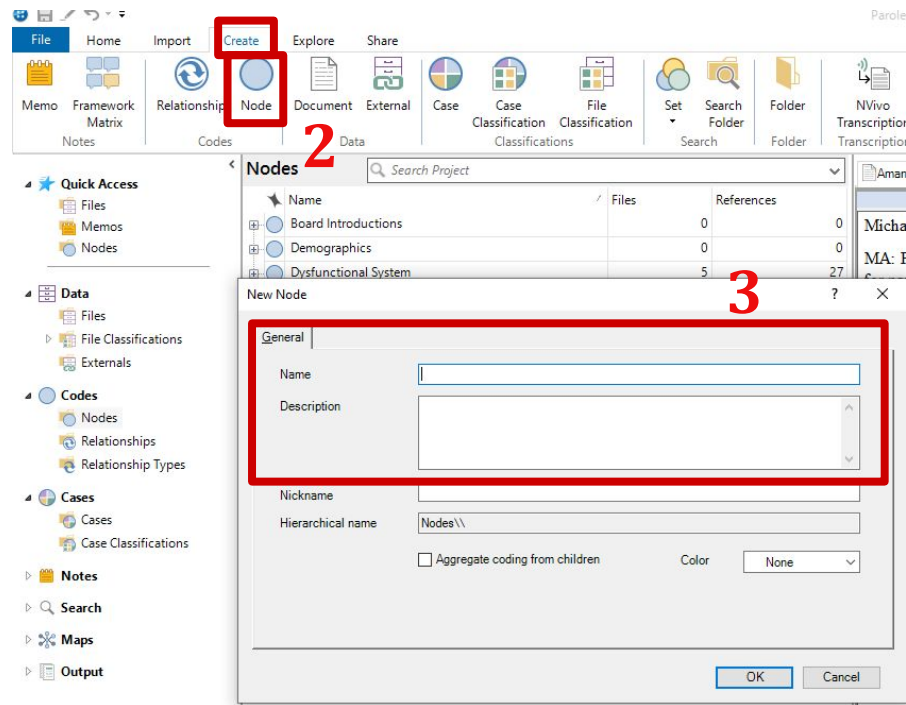 Parole
File Home Import Create Explore Share
Memo Framework Matrix Relationship Node Document External Case Case Classification File Classification Set Search Folder Folder NVivo Transcription
Notes Codes Data Classifications Search Folder Transcription
2
Nodes Search Project
Name Files References
Board Introductions 0 0
Demographics 0 0
Dysfunctional System 5 27
Quick Access
Files
Memos
Nodes
Data
Files
File Classifications
Externals
Codes
Nodes
Relationships
Relationship Types
Cases
Cases
Case Classifications
Notes
Search
Maps
Output
Aman
Micha
MA: F
3
New Node ? ×
General
Name
Description
Nickname
Hierarchical name Nodes\\
Aggregate coding from children Color None
OK Cancel